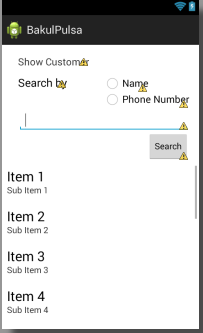 BakulPulsa
Show Customer
Search by
Name
Phone Number
Search
Item 1
Sub Item 1
Item 2
Sub Item 2
Item 3
Sub Item 3
Item 4
Sub Item 4